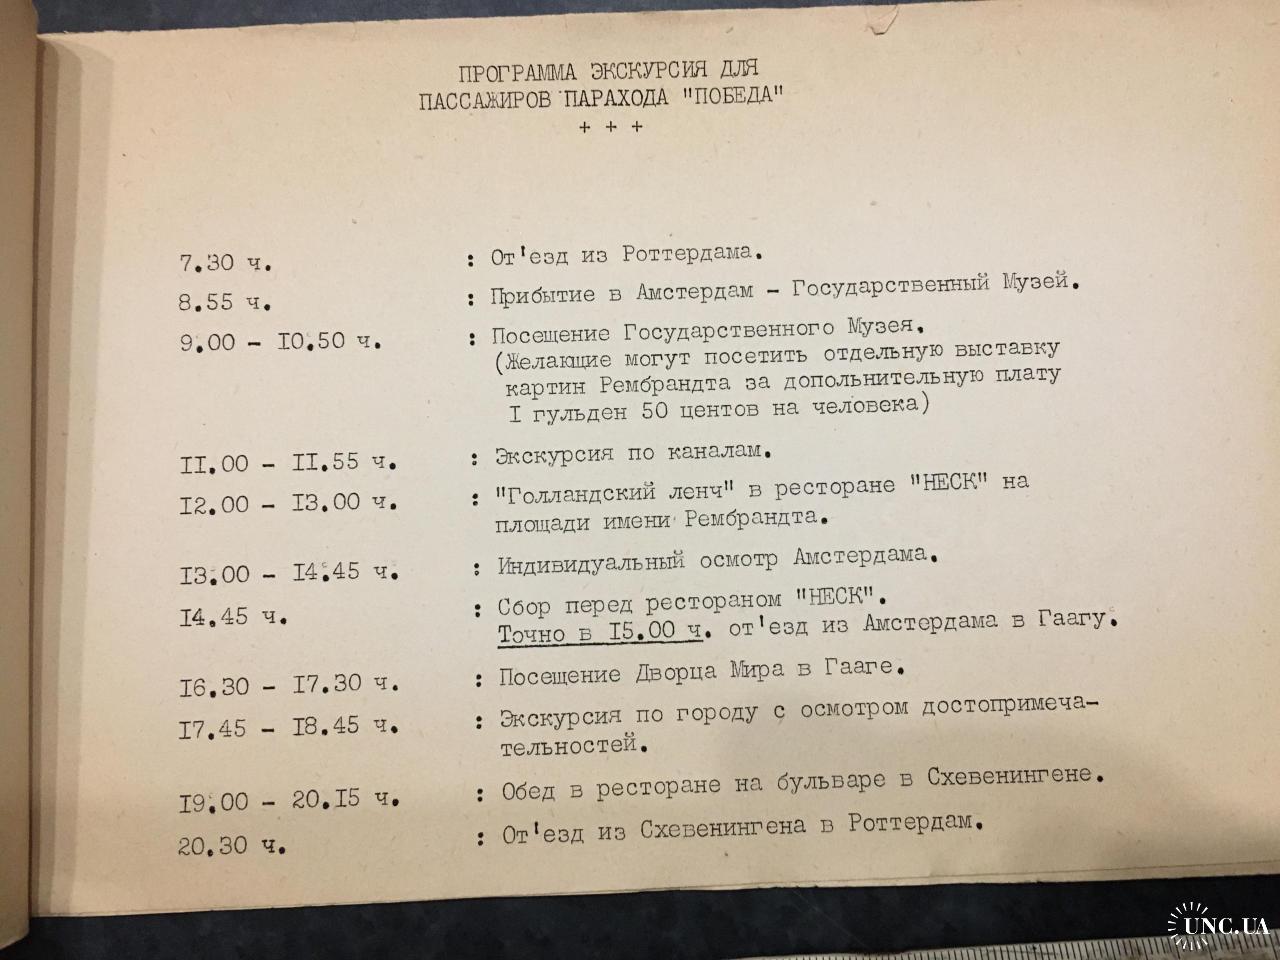 ПРОГРАММА ЭКСКУРСИЯ ДЛЯ
ПАССАЖИРОВ ПАРАХОДА "ПОБЕДА"
+ + +
7.30 ч. : От'езд из Роттердама.
8.55 ч. : Прибытие в Амстердам - Государственный Музей.
9.00 - I0.50 ч. : Посещение Государственного Музея.
(Желающие могут посетить отдельную выставку
картин Рембрандта за допольнительную плату
I гульден 50 центов на человека)
II.00 - II.55 ч. : Экскурсия по каналам.
I2.00 - I3.00 ч. : "Голландский ленч" в ресторане "НЕСК" на
площади имени Рембрандта.
I3.00 - I4.45 ч. : Индивидуальный осмотр Амстердама.
I4.45 ч. : Сбор перед рестораном "НЕСК".
Точно в I5.00 ч. от'езд из Амстердама в Гаагу.
I6.30 - I7.30 ч. : Посещение Дворца Мира в Гааге.
I7.45 - I8.45 ч. : Экскурсия по городу с осмотром достопримеча-
тельностей.
I9.00 - 20.I5 ч. : Обед в ресторане на бульваре в Схевенингене.
20.30 ч. : От'езд из Схевенингена в Роттердам.
UNC.UA